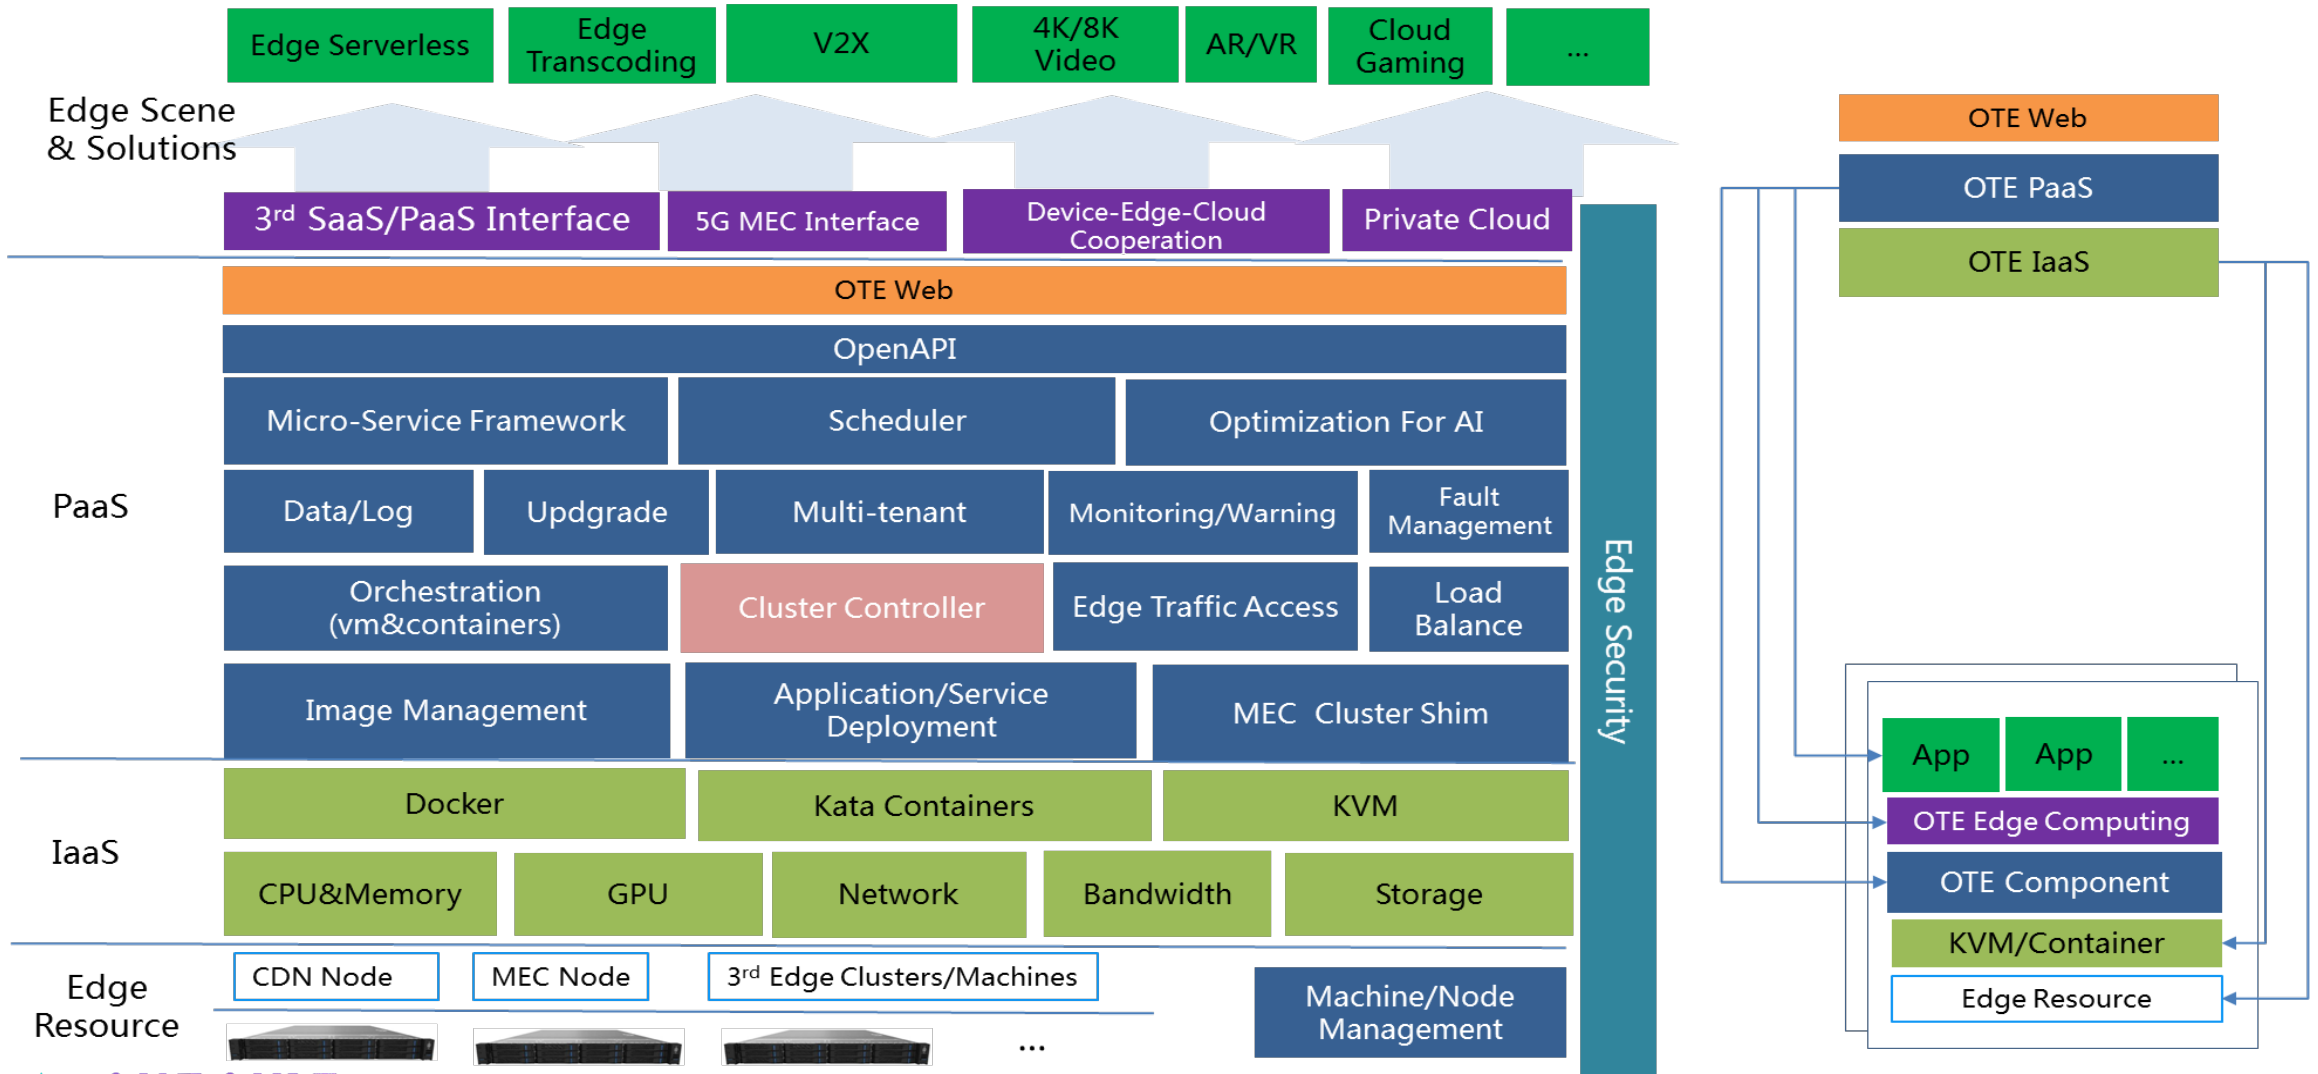 Edge Serverless
Edge
Transcoding
V2X
4K/8K
Video
AR/VR
Cloud
Gaming
...
Edge Scene
& Solutions
3rd SaaS/PaaS Interface
5G MEC Interface
Device-Edge-Cloud
Cooperation
Private Cloud
OTE Web
OpenAPI
Micro-Service Framework
Scheduler
Optimization For AI
PaaS
Data/Log
Updgrade
Multi-tenant
Monitoring/Warning
Fault
Management
Orchestration
(vm&containers)
Cluster Controller
Edge Traffic Access
Load
Balance
Image Management
Application/Service
Deployment
MEC Cluster Shim
IaaS
Docker
Kata Containers
KVM
CPU&Memory
GPU
Network
Bandwidth
Storage
Edge
Resource
CDN Node
MEC Node
3rd Edge Clusters/Machines
...
Machine/Node
Management
Edge Security
OTE Web
OTE PaaS
OTE IaaS
App
App
...
OTE Edge Computing
OTE Component
KVM/Container
Edge Resource